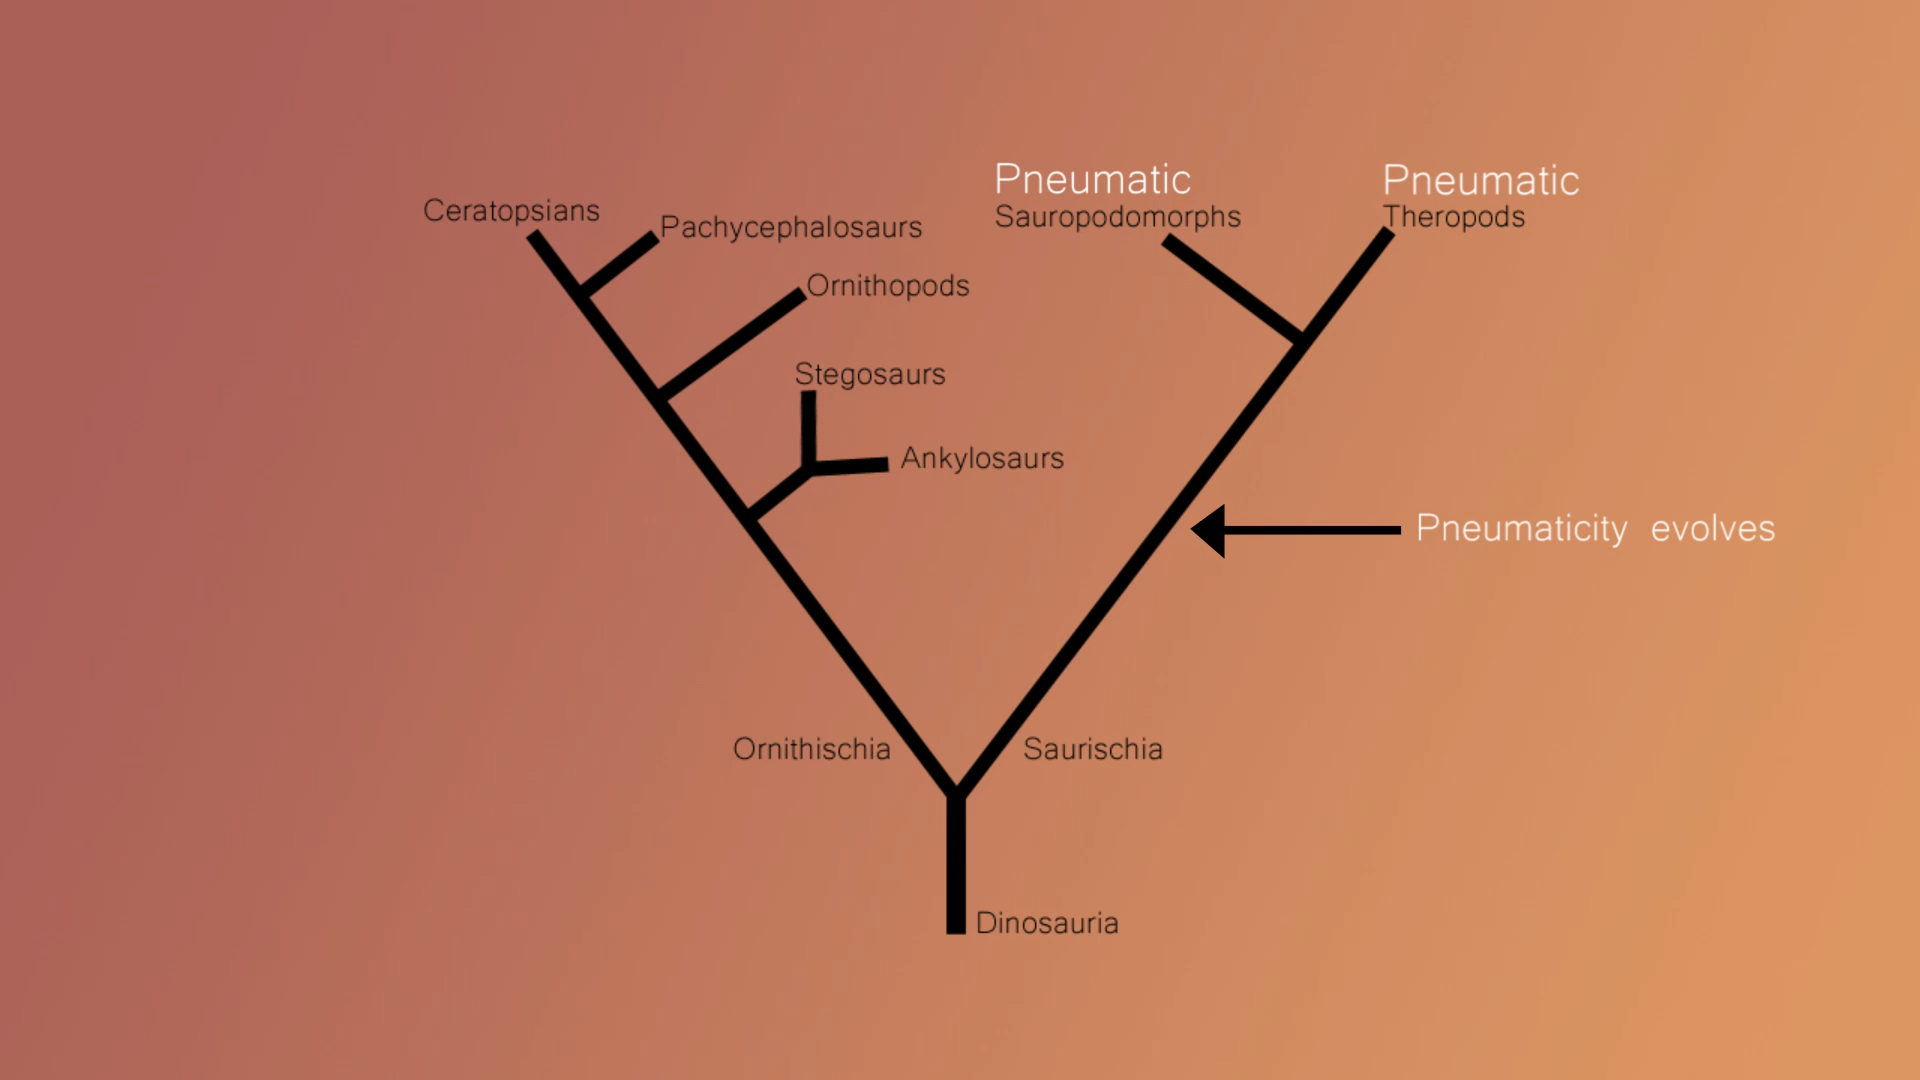 Pneumatic
Pneumatic
Ceratopsians
Pachycephalosaurs
Sauropodomorphs
Theropods
Ornithopods
Stegosaurs
Ankylosaurs
Pneumaticity evolves
Ornithischia
Saurischia
Dinosauria